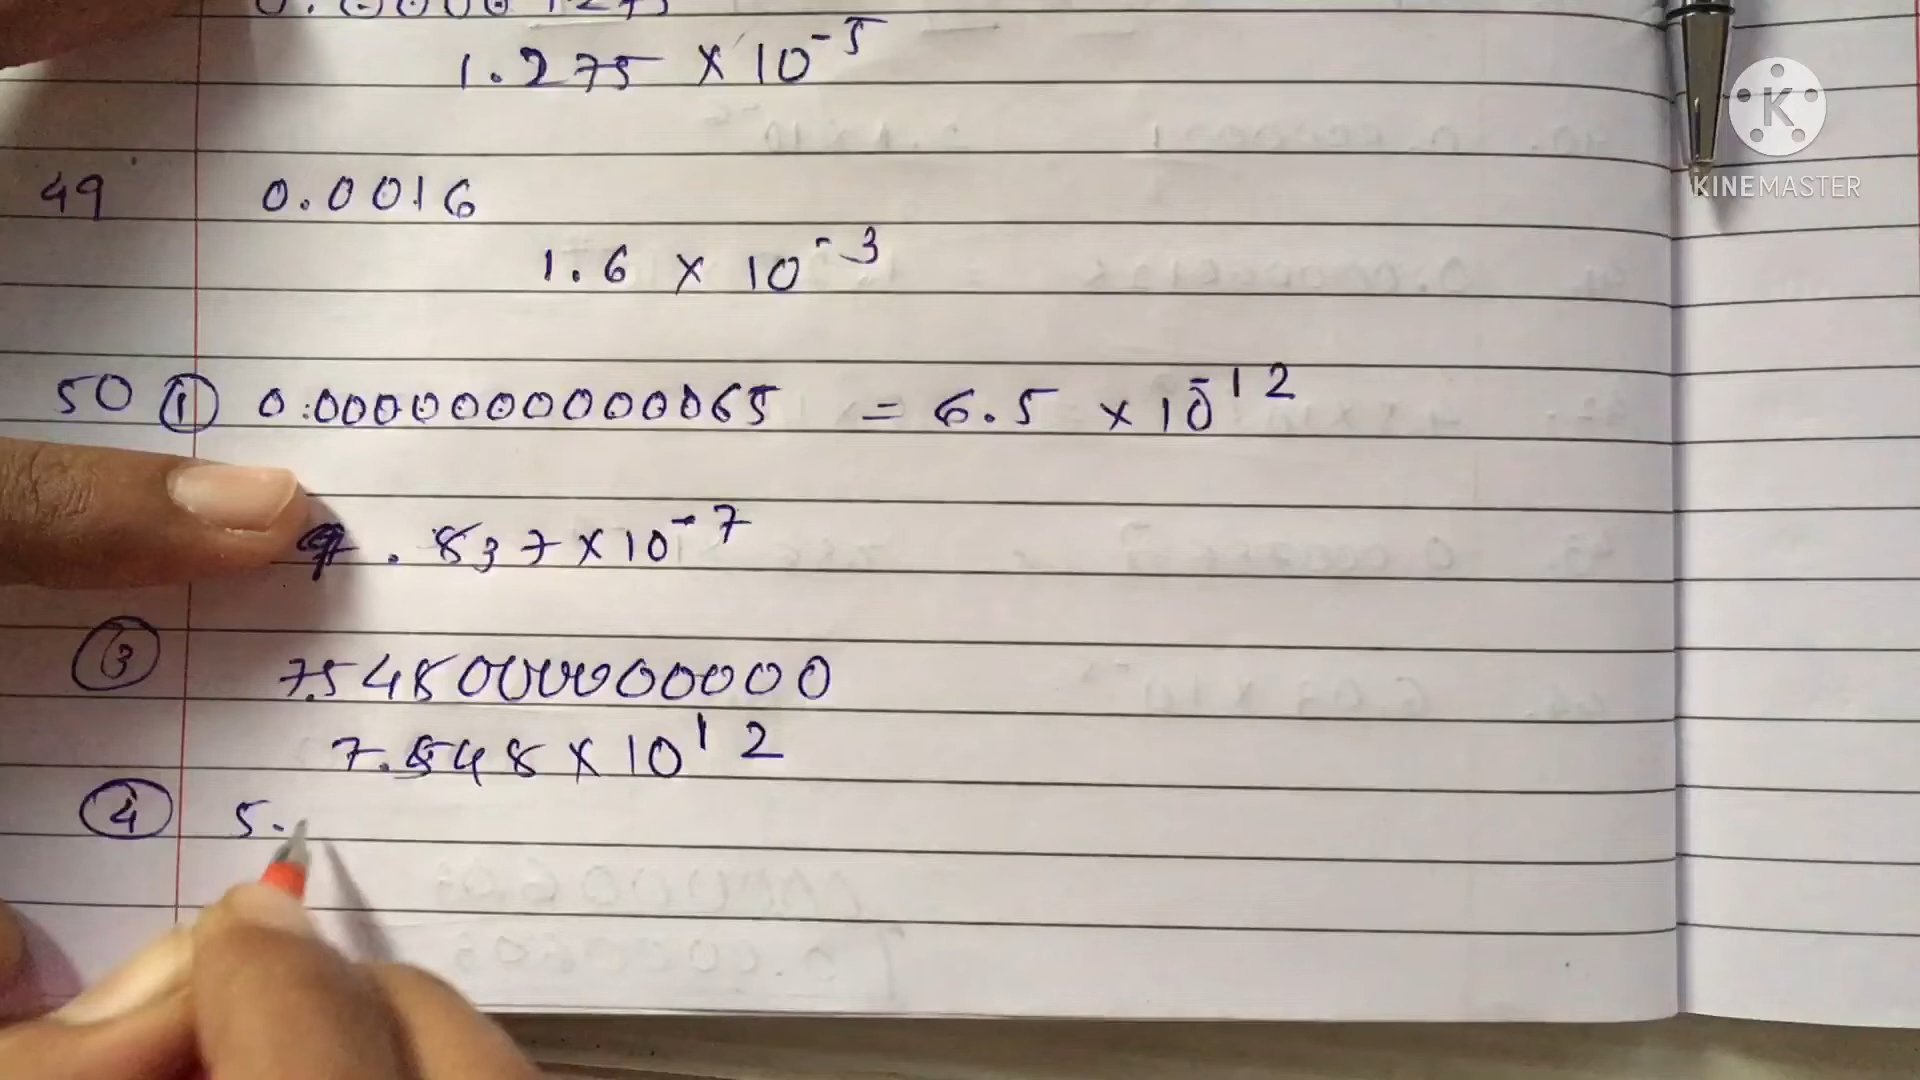 1.275 × 10⁻⁵
KINEMASTER
49 0.0016
1.6 × 10⁻³
50 ① 0.0000000000065 = 6.5 × 10⁻¹²
.837×10⁻⁷
③ 7548000000000
7.548×10¹²
④ 5.